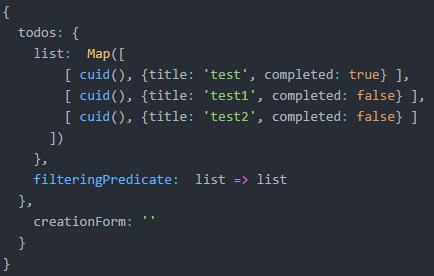 {
  todos: {
    list:  Map([
        [ cuid(), {title: 'test', completed: true} ],
        [ cuid(), {title: 'test1', completed: false} ],
        [ cuid(), {title: 'test2', completed: false} ]
      ])
    },
    filteringPredicate:  list => list
  },
    creationForm: ''
  }
}